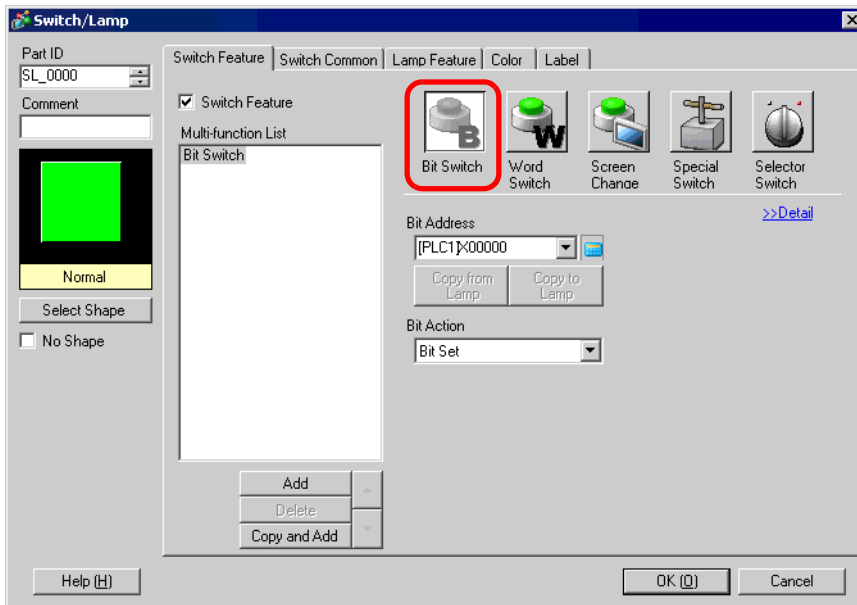 Switch/Lamp
Part ID
SL_0000
Comment
Normal
Select Shape
No Shape
Switch Feature
Switch Common
Lamp Feature
Color
Label
Switch Feature
Multi-function List
Bit Switch
Add
Delete
Copy and Add
B
Bit Switch
W
Word
Switch
Screen
Change
Special
Switch
Selector
Switch
>>Detail
Bit Address
[PLC1]X00000
Copy from
Lamp
Copy to
Lamp
Bit Action
Bit Set
Help (H)
OK (O)
Cancel